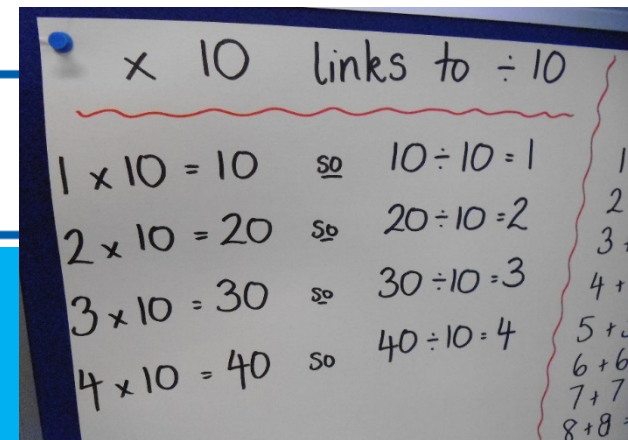 × 10 links to ÷ 10
1 × 10 = 10 so 10 ÷ 10 = 1
2 × 10 = 20 so 20 ÷ 10 = 2
3 × 10 = 30 so 30 ÷ 10 = 3
4 × 10 = 40 so 40 ÷ 10 = 4
1
2
3 +
4 +
5 +
6 + 6
7 + 7
8 + 8 =